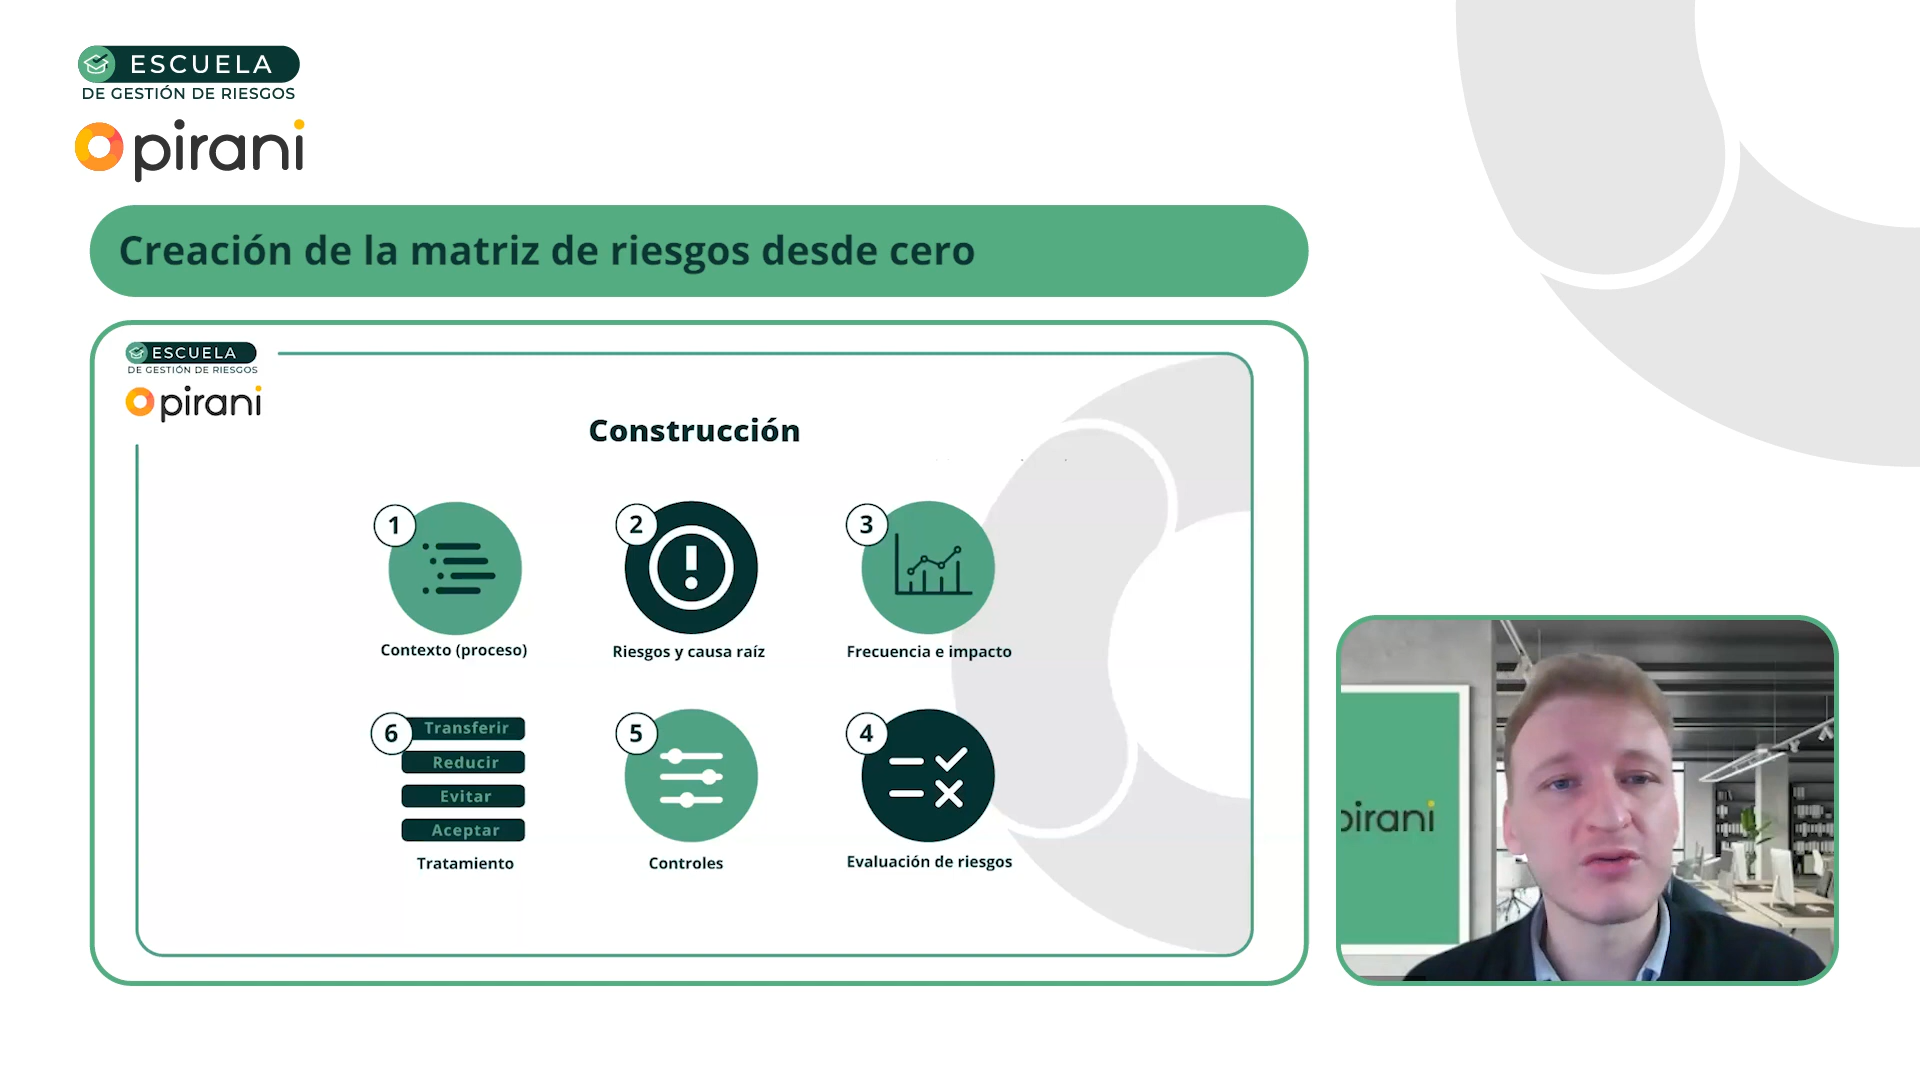 ESCUELA
DE GESTIÓN DE RIESGOS
pirani
Creación de la matriz de riesgos desde cero
ESCUELA
DE GESTIÓN DE RIESGOS
pirani
Construcción
1
Contexto (proceso)
2
Riesgos y causa raíz
3
Frecuencia e impacto
6
Transferir
Reducir
Evitar
Aceptar
Tratamiento
5
Controles
4
Evaluación de riesgos
pirani